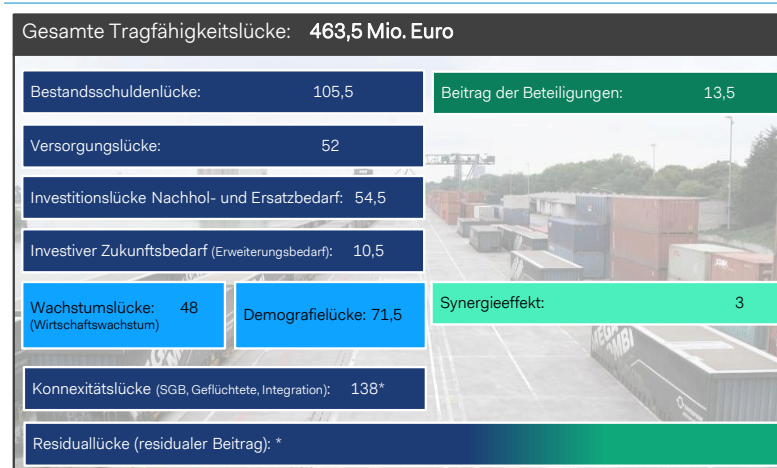 Gesamte Tragfähigkeitslücke: 463,5 Mio. Euro
Bestandsschuldenlücke: 105,5
Beitrag der Beteiligungen: 13,5
Versorgungslücke: 52
Investitionslücke Nachhol- und Ersatzbedarf: 54,5
Investiver Zukunftsbedarf (Erweiterungsbedarf): 10,5
Wachstumslücke: 48
(Wirtschaftswachstum)
Demografielücke: 71,5
Synergieeffekt: 3
Konnexitätslücke (SGB, Geflüchtete, Integration): 138*
Residuallücke (residualer Beitrag): *